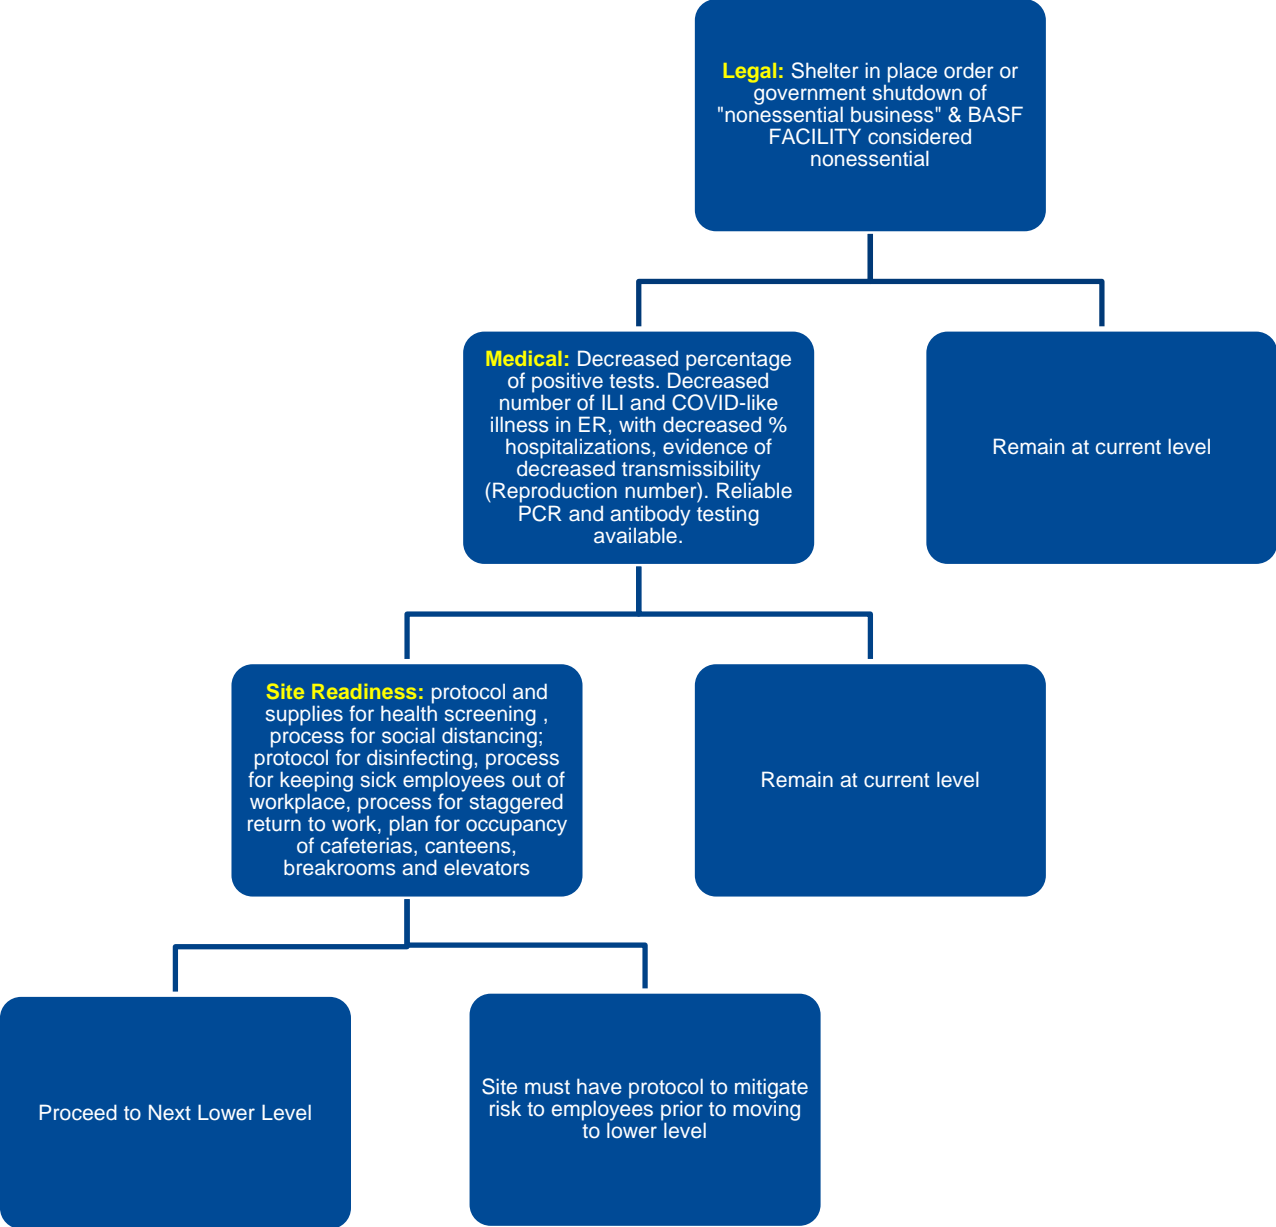 Legal: Shelter in place order or
government shutdown of
"nonessential business" & BASF
FACILITY considered
nonessential
Medical: Decreased percentage
of positive tests. Decreased
number of ILI and COVID-like
illness in ER, with decreased %
hospitalizations, evidence of
decreased transmissibility
(Reproduction number). Reliable
PCR and antibody testing
available.
Remain at current level
Site Readiness: protocol and
supplies for health screening ,
process for social distancing;
protocol for disinfecting, process
for keeping sick employees out of
workplace, process for staggered
return to work, plan for occupancy
of cafeterias, canteens,
breakrooms and elevators
Remain at current level
Proceed to Next Lower Level
Site must have protocol to mitigate
risk to employees prior to moving
to lower level